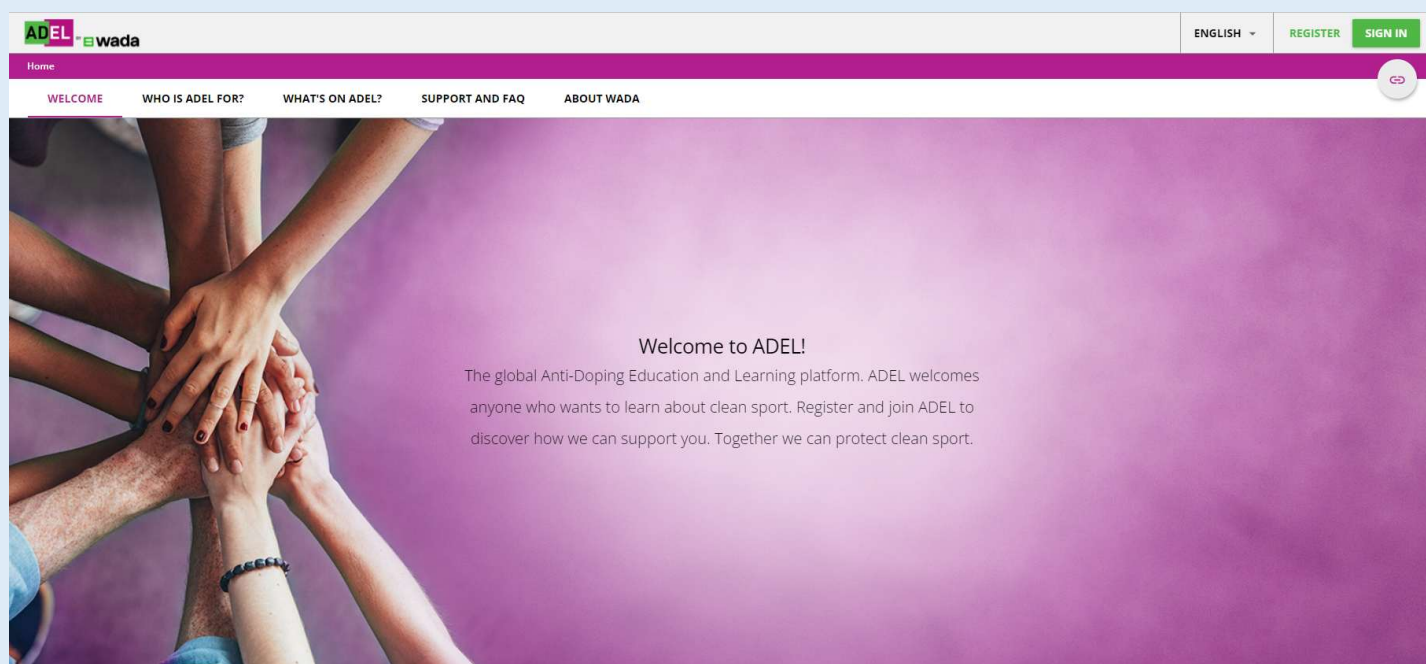 ADEL BY wada
ENGLISH
REGISTER
SIGN IN
Home
WELCOME
WHO IS ADEL FOR?
WHAT'S ON ADEL?
SUPPORT AND FAQ
ABOUT WADA
Welcome to ADEL!
The global Anti-Doping Education and Learning platform. ADEL welcomes
anyone who wants to learn about clean sport. Register and join ADEL to
discover how we can support you. Together we can protect clean sport.